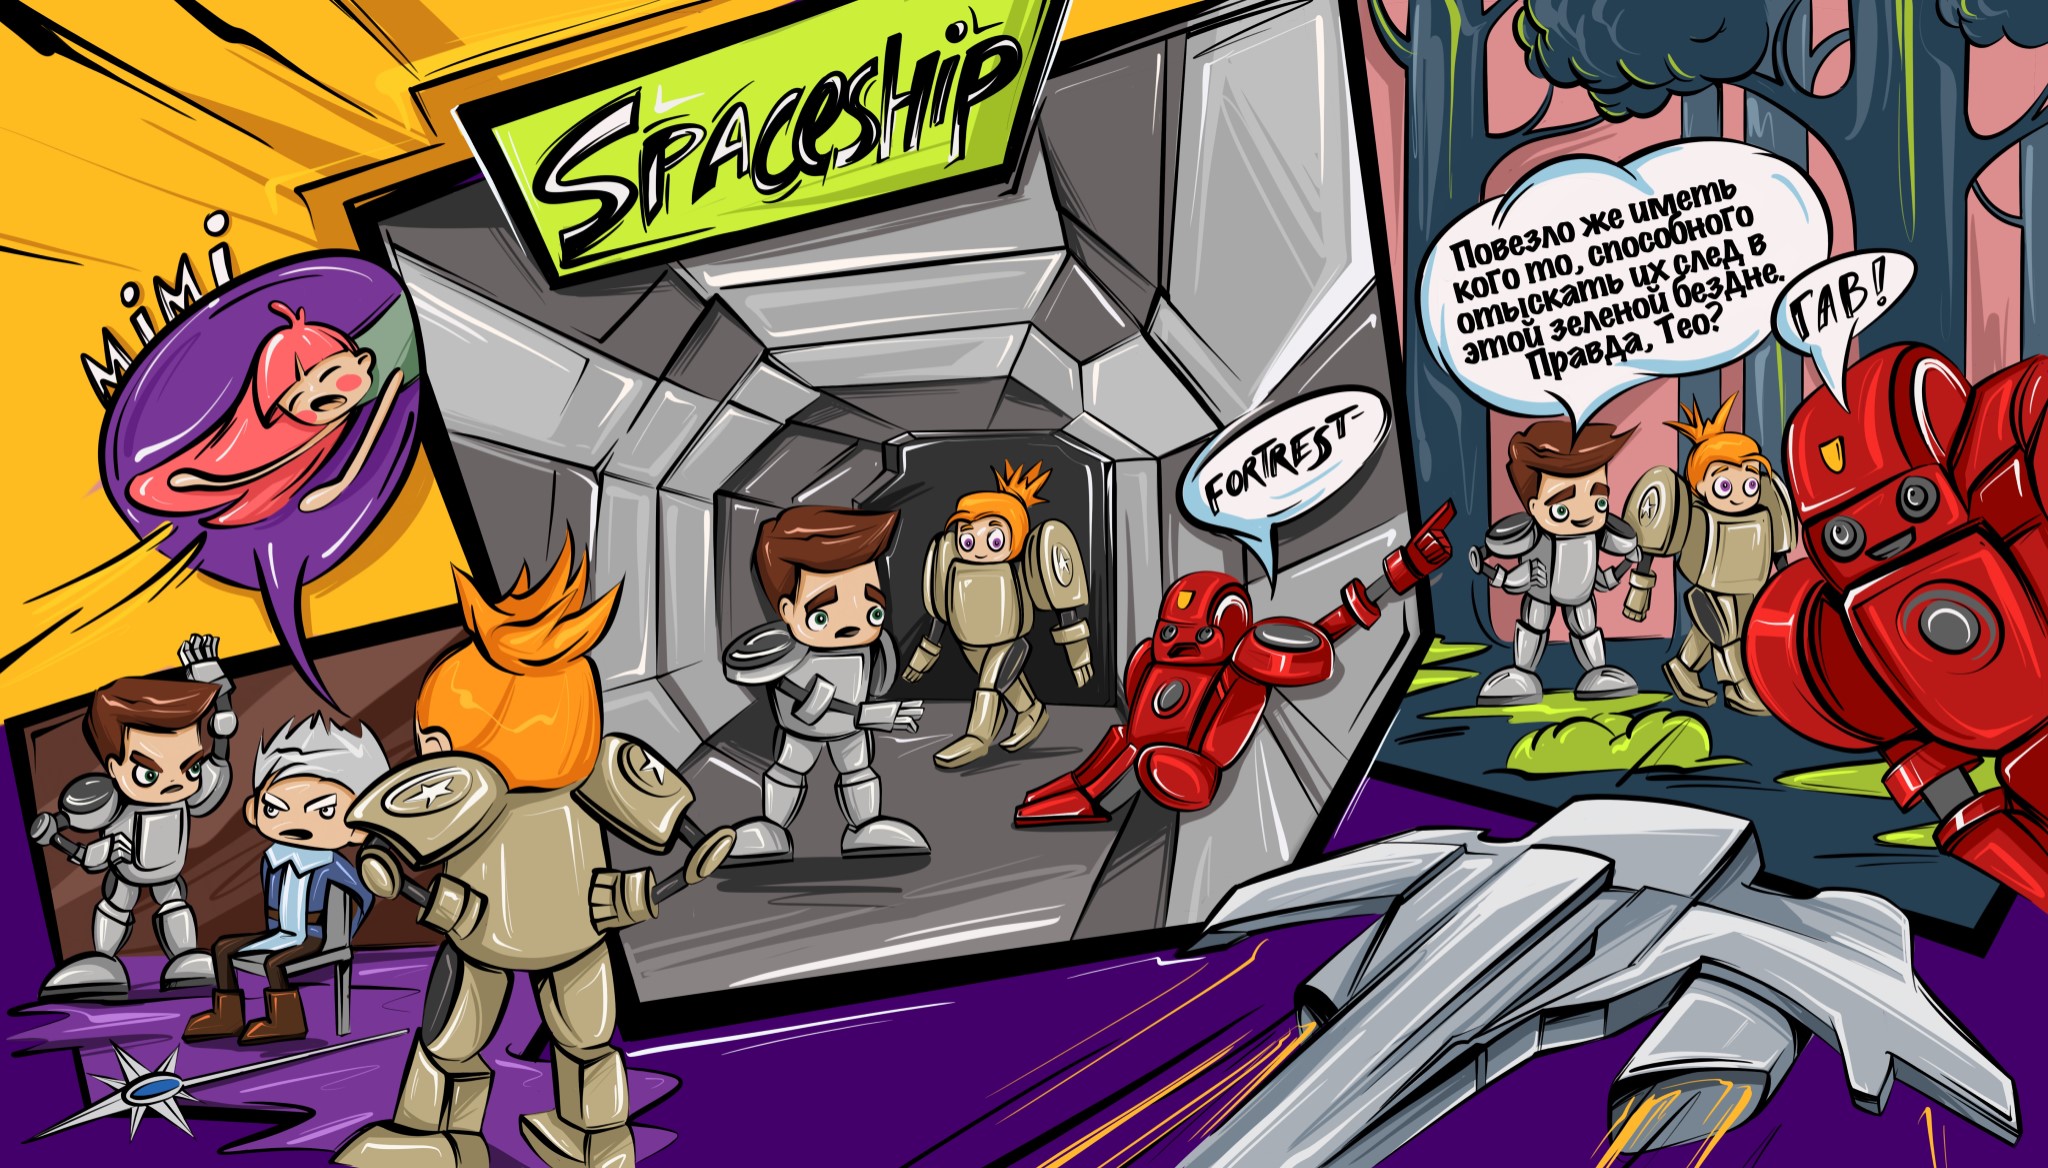 SPACESHIP
MIMI
FORTREST-
Повезло же иметь
кого то, способного
отыскать их след в
этой зеленой бездне.
Правда, Тео?
ГАВ!